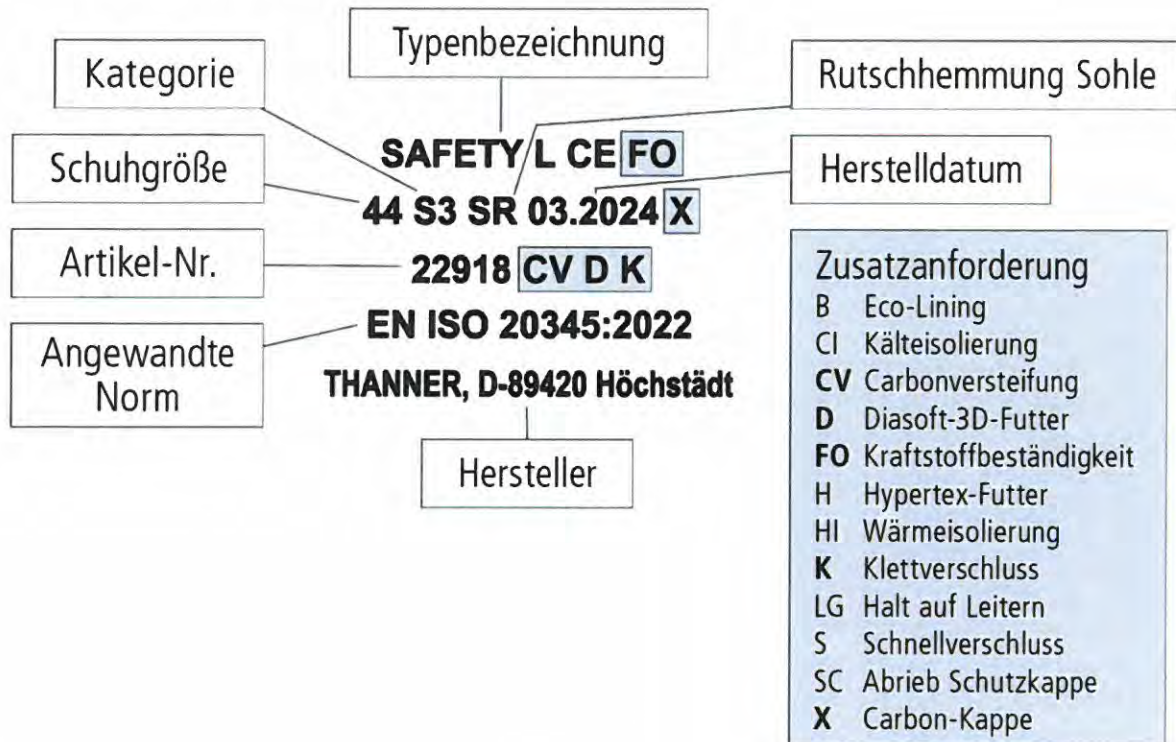 Typenbezeichnung
Kategorie
Rutschhemmung Sohle
Schuhgröße
Herstelldatum
Artikel-Nr.
Angewandte
Norm
SAFETY L CE FO
44 S3 SR 03.2024 X
22918 CV D K
EN ISO 20345:2022
THANNER, D-89420 Höchstädt
Hersteller
Zusatzanforderung
B Eco-Lining
CI Kälteisolierung
CV Carbonversteifung
D Diasoft-3D-Futter
FO Kraftstoffbeständigkeit
H Hypertex-Futter
HI Wärmeisolierung
K Klettverschluss
LG Halt auf Leitern
S Schnellverschluss
SC Abrieb Schutzkappe
X Carbon-Kappe